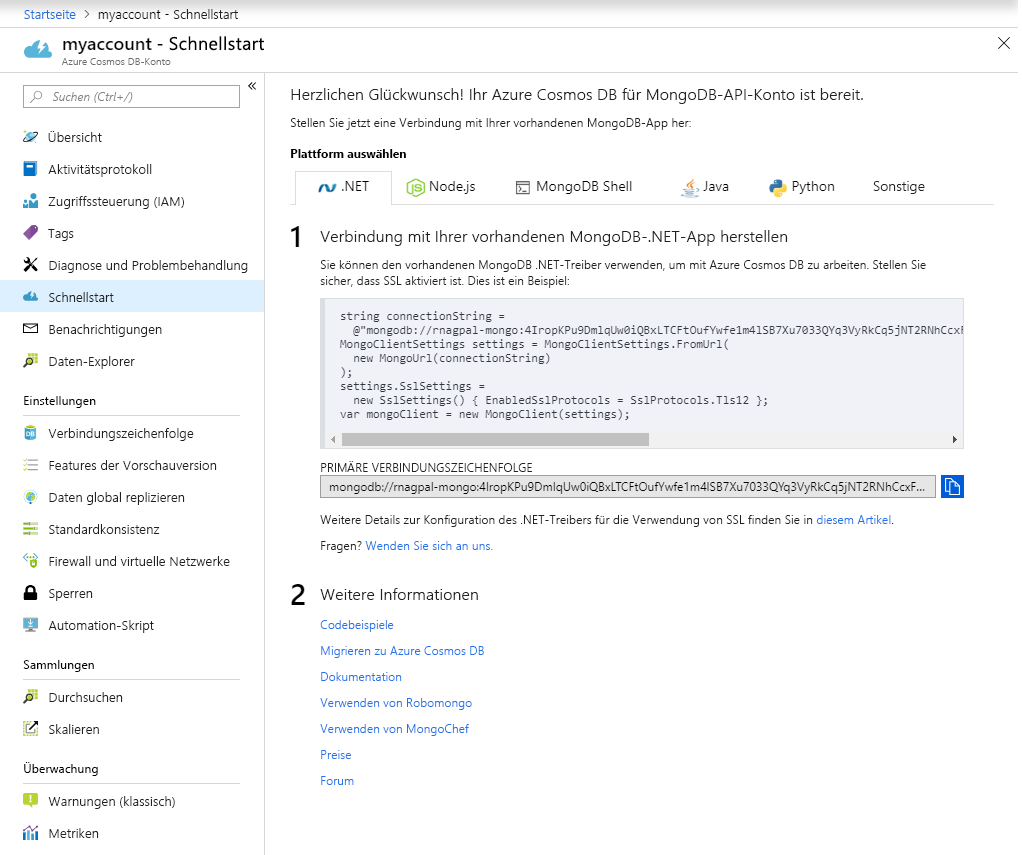 Startseite > myaccount - Schnellstart
myaccount - Schnellstart
Azure Cosmos DB-Konto
Suchen (Ctrl+/)
Übersicht
Aktivitätsprotokoll
Zugriffssteuerung (IAM)
Tags
Diagnose und Problembehandlung
Schnellstart
Benachrichtigungen
Daten-Explorer
Einstellungen
Verbindungszeichenfolge
Features der Vorschauversion
Daten global replizieren
Standardkonsistenz
Firewall und virtuelle Netzwerke
Sperren
Automation-Skript
Sammlungen
Durchsuchen
Skalieren
Überwachung
Warnungen (klassisch)
Metriken
Herzlichen Glückwunsch! Ihr Azure Cosmos DB für MongoDB-API-Konto ist bereit.
Stellen Sie jetzt eine Verbindung mit Ihrer vorhandenen MongoDB-App her:
Plattform auswählen
.NET Node.js MongoDB Shell Java Python Sonstige
1 Verbindung mit Ihrer vorhandenen MongoDB-.NET-App herstellen
Sie können den vorhandenen MongoDB .NET-Treiber verwenden, um mit Azure Cosmos DB zu arbeiten. Stellen Sie
sicher, dass SSL aktiviert ist. Dies ist ein Beispiel:
string connectionString =
@"mongodb://rnagpal-mongo:4IropKPu9DmlqUw0iQBxLTCFtOufYwfe1m4lSB7Xu7033QYq3VyRkCq5jNT2RNhCcxF
MongoClientSettings settings = MongoClientSettings.FromUrl(
new MongoUrl(connectionString)
);
settings.SslSettings =
new SslSettings() { EnabledSslProtocols = SslProtocols.Tls12 };
var mongoClient = new MongoClient(settings);
PRIMÄRE VERBINDUNGSZEICHENFOLGE
mongodb://rnagpal-mongo:4IropKPu9DmlqUw0iQBxLTCFtOufYwfe1m4lSB7Xu7033QYq3VyRkCq5jNT2RNhCcxF...
Weitere Details zur Konfiguration des .NET-Treibers für die Verwendung von SSL finden Sie in diesem Artikel.
Fragen? Wenden Sie sich an uns.
2 Weitere Informationen
Codebeispiele
Migrieren zu Azure Cosmos DB
Dokumentation
Verwenden von Robomongo
Verwenden von MongoChef
Preise
Forum